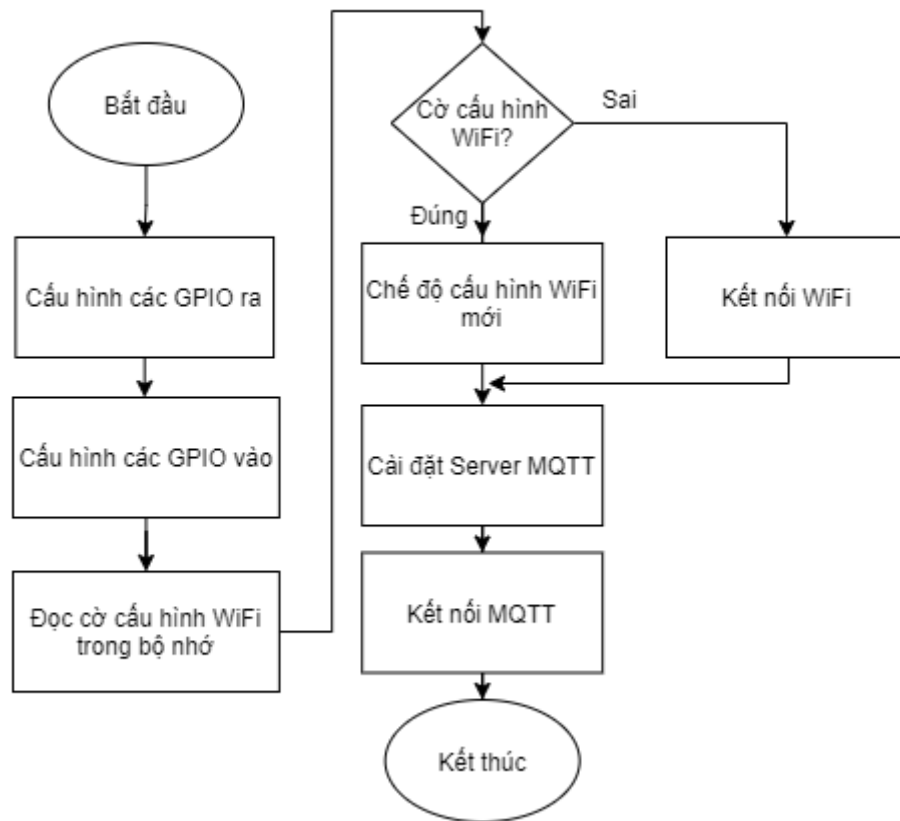 Bắt đầu
Cấu hình các GPIO ra
Cấu hình các GPIO vào
Đọc cờ cấu hình WiFi
trong bộ nhớ
Cờ cấu hình
WiFi?
Sai
Đúng
Chế độ cấu hình WiFi
mới
Kết nối WiFi
Cài đặt Server MQTT
Kết nối MQTT
Kết thúc